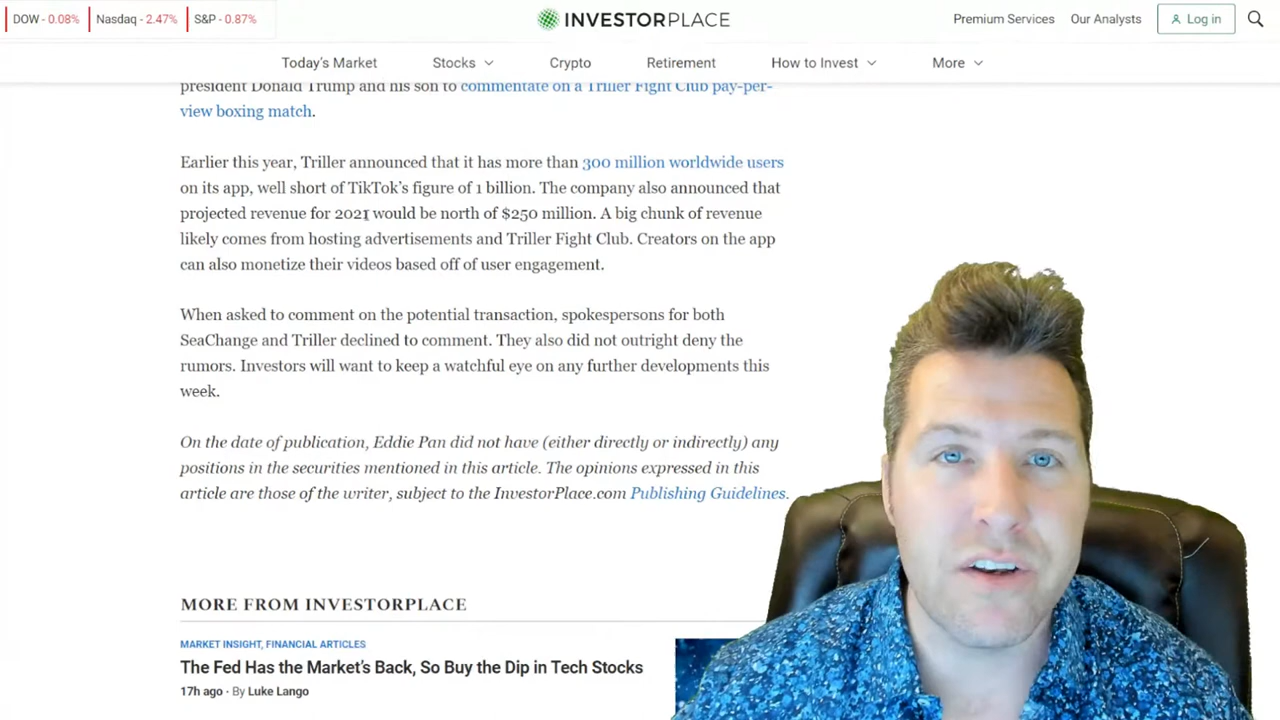 DOW - 0.08% Nasdaq - 2.47% S&P - 0.87%
INVESTORPLACE
Premium Services Our Analysts Log in
Today's Market Stocks Crypto Retirement How to Invest More
president Donald Trump and his son to commentate on a Triller Fight Club pay-per-
view boxing match.
Earlier this year, Triller announced that it has more than 300 million worldwide users
on its app, well short of TikTok's figure of 1 billion. The company also announced that
projected revenue for 2021 would be north of $250 million. A big chunk of revenue
likely comes from hosting advertisements and Triller Fight Club. Creators on the app
can also monetize their videos based off of user engagement.
When asked to comment on the potential transaction, spokespersons for both
SeaChange and Triller declined to comment. They also did not outright deny the
rumors. Investors will want to keep a watchful eye on any further developments this
week.
On the date of publication, Eddie Pan did not have (either directly or indirectly) any
positions in the securities mentioned in this article. The opinions expressed in this
article are those of the writer, subject to the InvestorPlace.com Publishing Guidelines.
MORE FROM INVESTORPLACE
MARKET INSIGHT, FINANCIAL ARTICLES
The Fed Has the Market's Back, So Buy the Dip in Tech Stocks
17h ago · By Luke Lango